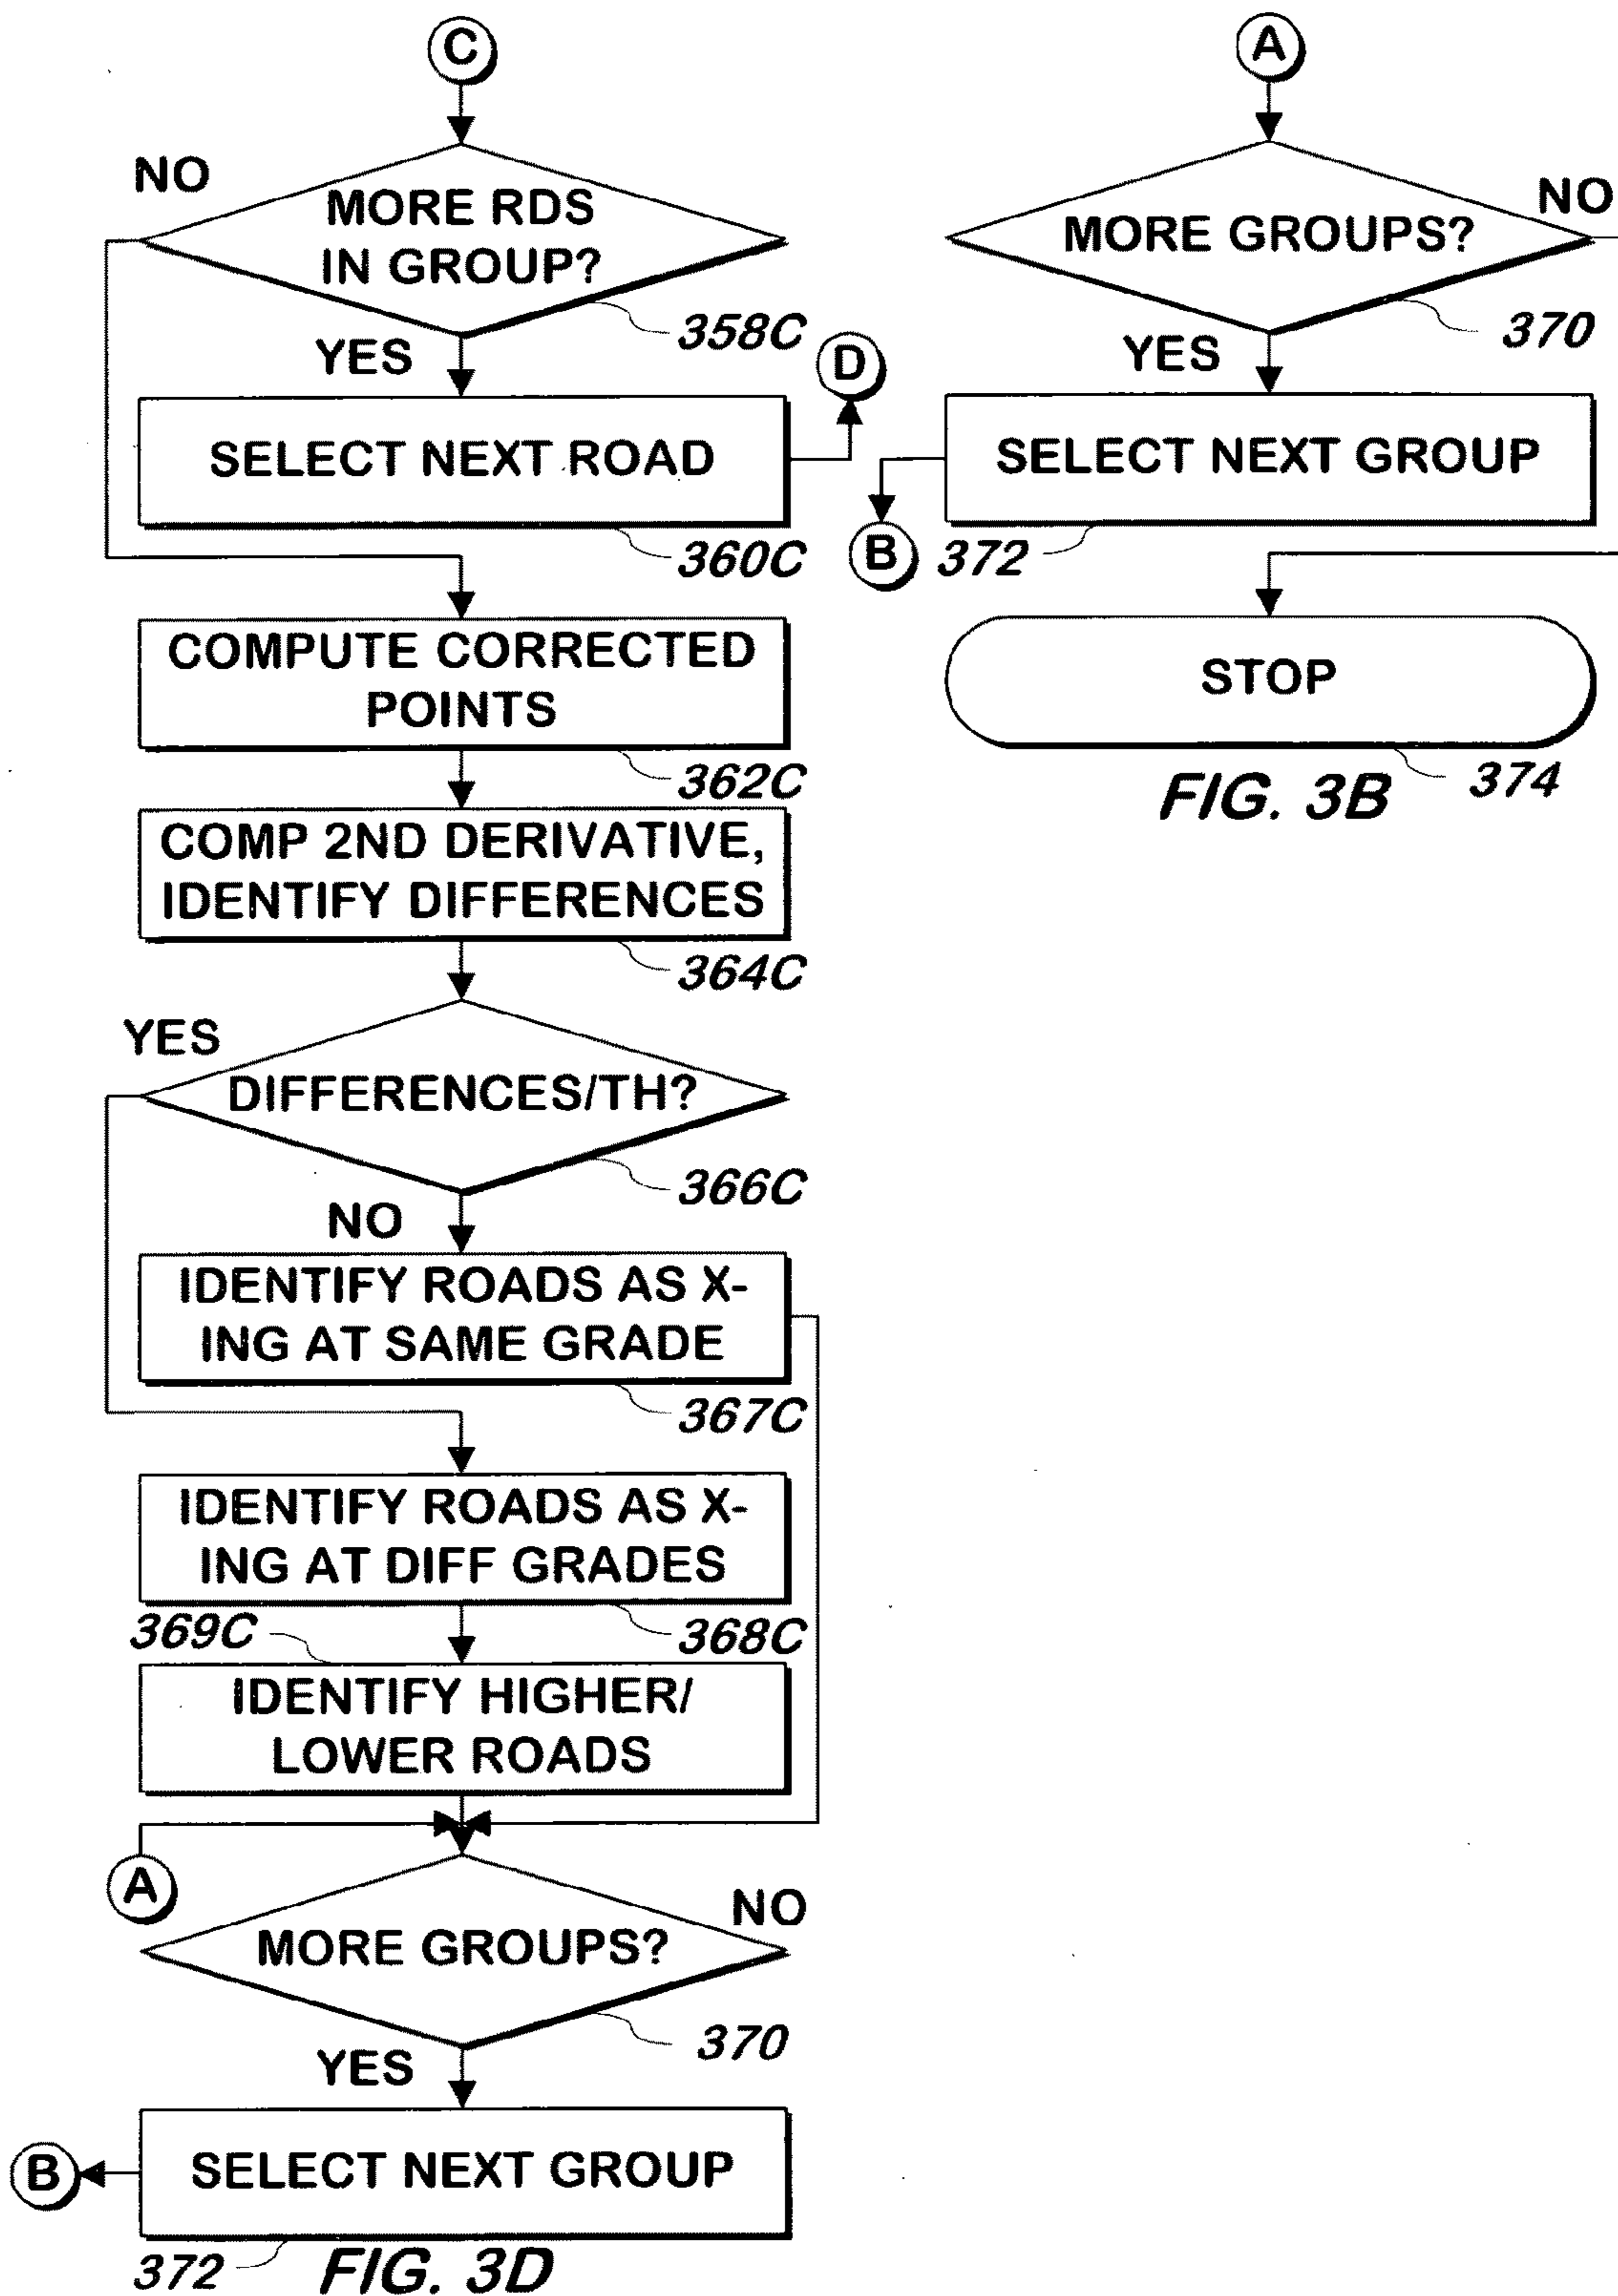 C
NO
MORE RDS
IN GROUP?
358C
YES
D
SELECT NEXT ROAD
360C
COMPUTE CORRECTED
POINTS
362C
COMP 2ND DERIVATIVE,
IDENTIFY DIFFERENCES
364C
YES
DIFFERENCES/TH?
366C
NO
IDENTIFY ROADS AS X-
ING AT SAME GRADE
367C
IDENTIFY ROADS AS X-
ING AT DIFF GRADES
369C
368C
IDENTIFY HIGHER/
LOWER ROADS
A
NO
MORE GROUPS?
370
YES
B
SELECT NEXT GROUP
372
FIG. 3D
A
NO
MORE GROUPS?
370
YES
SELECT NEXT GROUP
B
372
STOP
374
FIG. 3B